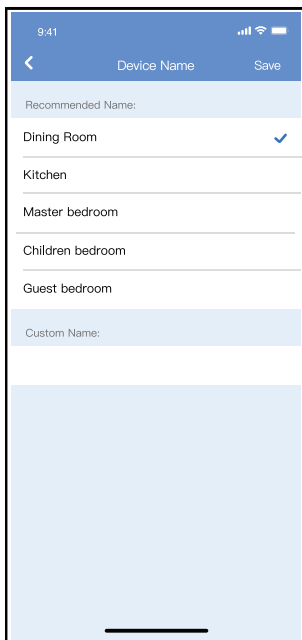 9:41
Device Name Save
Recommended Name:
Dining Room
Kitchen
Master bedroom
Children bedroom
Guest bedroom
Custom Name: